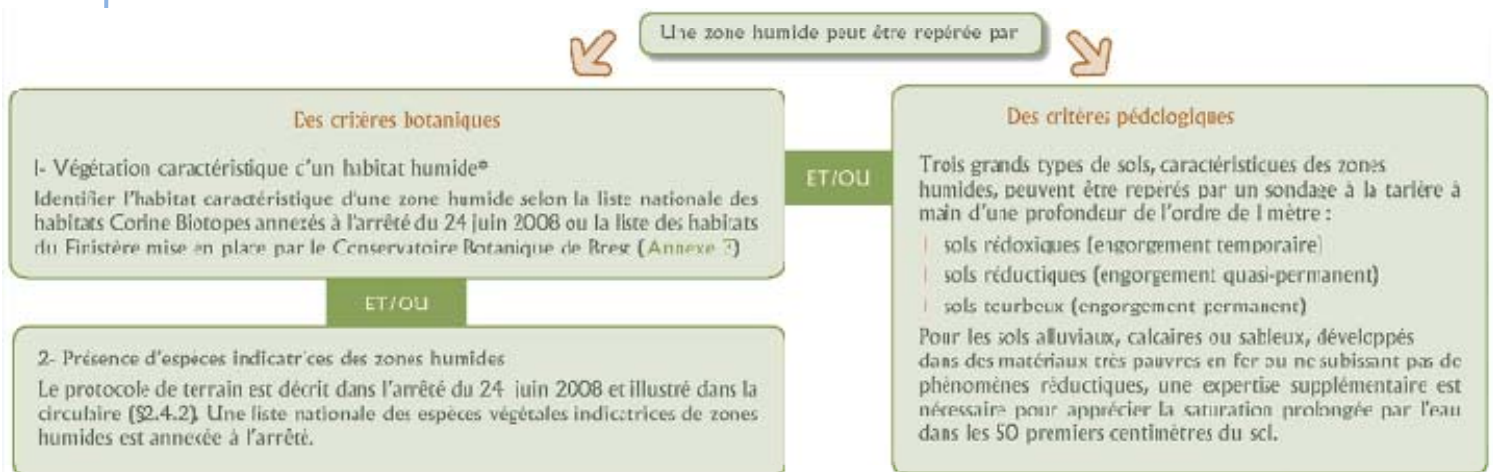 Une zone humide peut être repérée par
Des critères botaniques
1- Végétation caractéristique d'un habitat humide*
Identifier l'habitat caractéristique d'une zone humide selon la liste nationale des
habitats Corine Biotopes annexés à l'arrêté du 24 juin 2008 ou la liste des habitats
du Finistère mise en place par le Conservatoire Botanique de Brest (Annexe )
ET/OU
2- Présence d'espèces indicatrices des zones humides
Le protocole de terrain est décrit dans l'arrêté du 24 juin 2008 et illustré dans la
circulaire (§2.4.2). Une liste nationale des espèces végétales indicatrices de zones
humides est annexée à l'arrêté.
ET/OU
Des critères pédologiques
Trois grands types de sols, caractéristiques des zones
humides, peuvent être repérés par un sondage à la tarière à
main d'une profondeur de l'ordre de 1 mètre :
| sols rédoxiques (engorgement temporaire)
| sols réductiques (engorgement quasi-permanent)
| sols tourbeux (engorgement permanent)
Pour les sols alluviaux, calcaires ou sableux, développés
dans des matériaux très pauvres en fer ou ne subissant pas de
phénomènes réductiques, une expertise supplémentaire est
nécessaire pour apprécier la saturation prolongée par l'eau
dans les 50 premiers centimètres du sol.